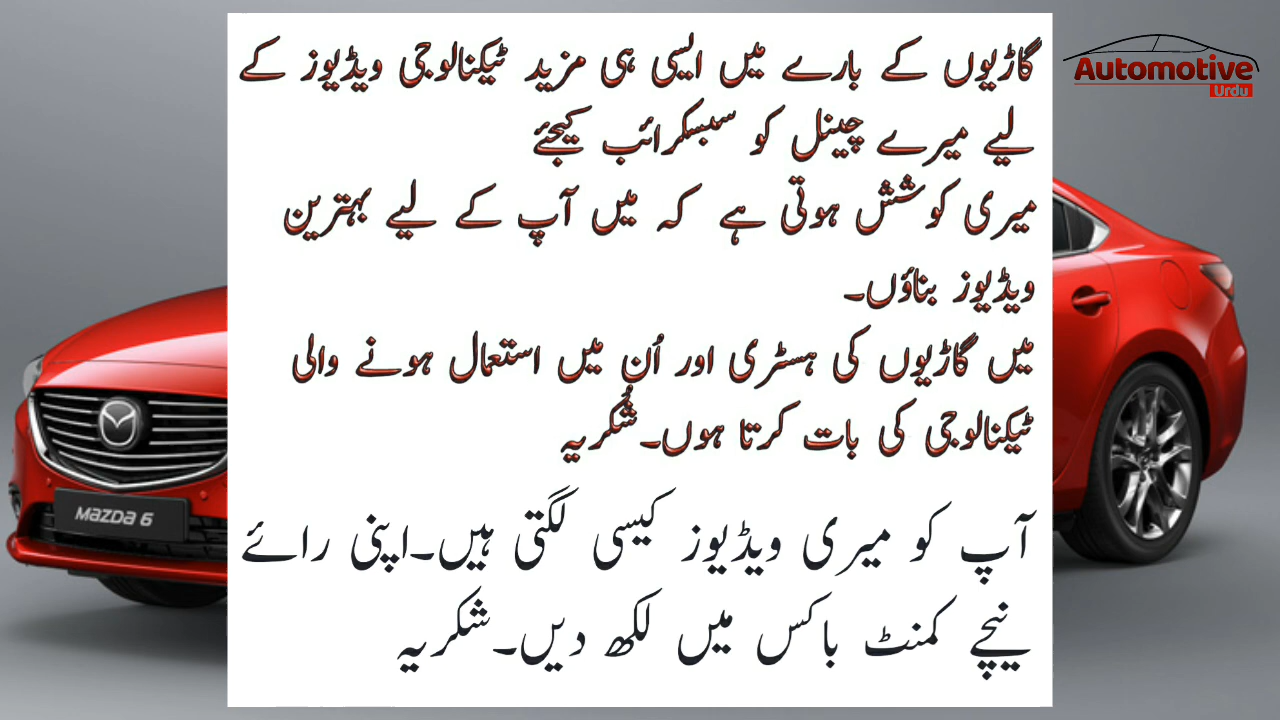 گاڑیوں کے بارے میں ایسی ہی مزید ٹیکنالوجی ویڈیوز کے
لیے میرے چینل کو سبسکرائب کیجئے
میری کوشش ہوتی ہے کہ میں آپ کے لیے بہترین
ویڈیوز بناؤں۔
میں گاڑیوں کی ہسٹری اور اُن میں استعمال ہونے والی
ٹیکنالوجی کی بات کرتا ہوں۔شُکریہ
آپ کو میری ویڈیوز کیسی لگتی ہیں۔اپنی رائے
نیچے کمنٹ باکس میں لکھ دیں۔شکریہ
Automotive
Urdu
MAZDA 6